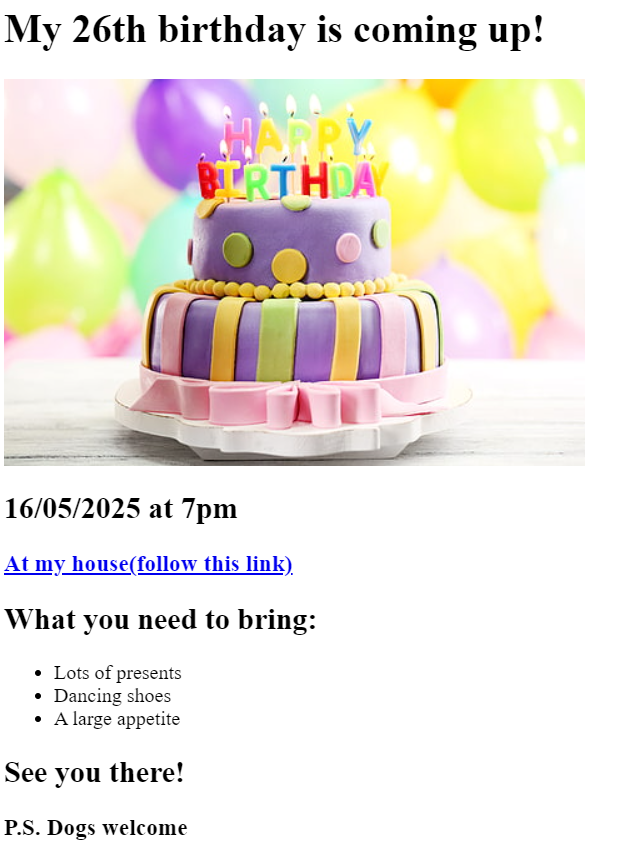 My 26th birthday is coming up!
HAPPY
BIRTHDAY
16/05/2025 at 7pm
At my house(follow this link)
What you need to bring:
Lots of presents
Dancing shoes
A large appetite
See you there!
P.S. Dogs welcome